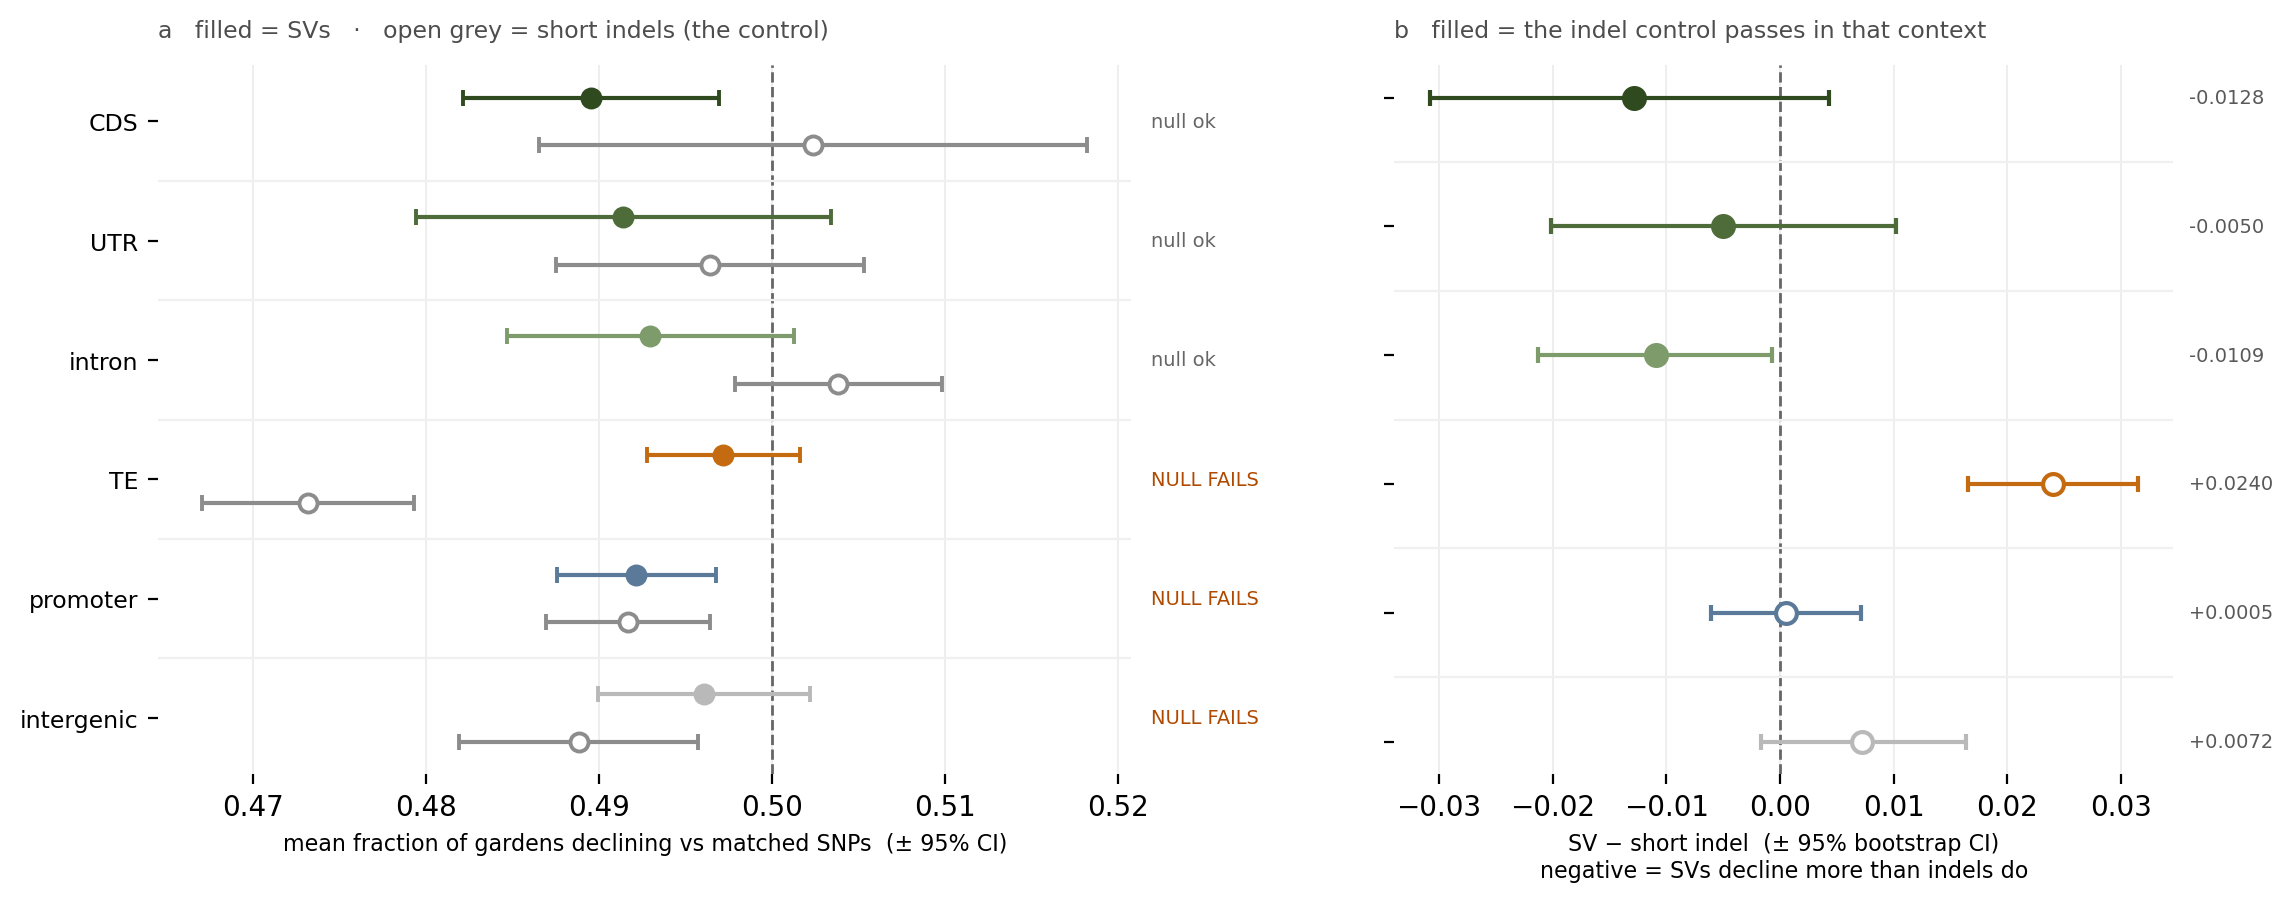 a   filled = SVs   ·   open grey = short indels (the control)
CDS
UTR
intron
TE
promoter
intergenic
null ok
null ok
null ok
NULL FAILS
NULL FAILS
NULL FAILS
0.47 0.48 0.49 0.50 0.51 0.52
mean fraction of gardens declining vs matched SNPs  (± 95% CI)
b   filled = the indel control passes in that context
-0.0128
-0.0050
-0.0109
+0.0240
+0.0005
+0.0072
−0.03 −0.02 −0.01 0.00 0.01 0.02 0.03
SV − short indel  (± 95% bootstrap CI)
negative = SVs decline more than indels do